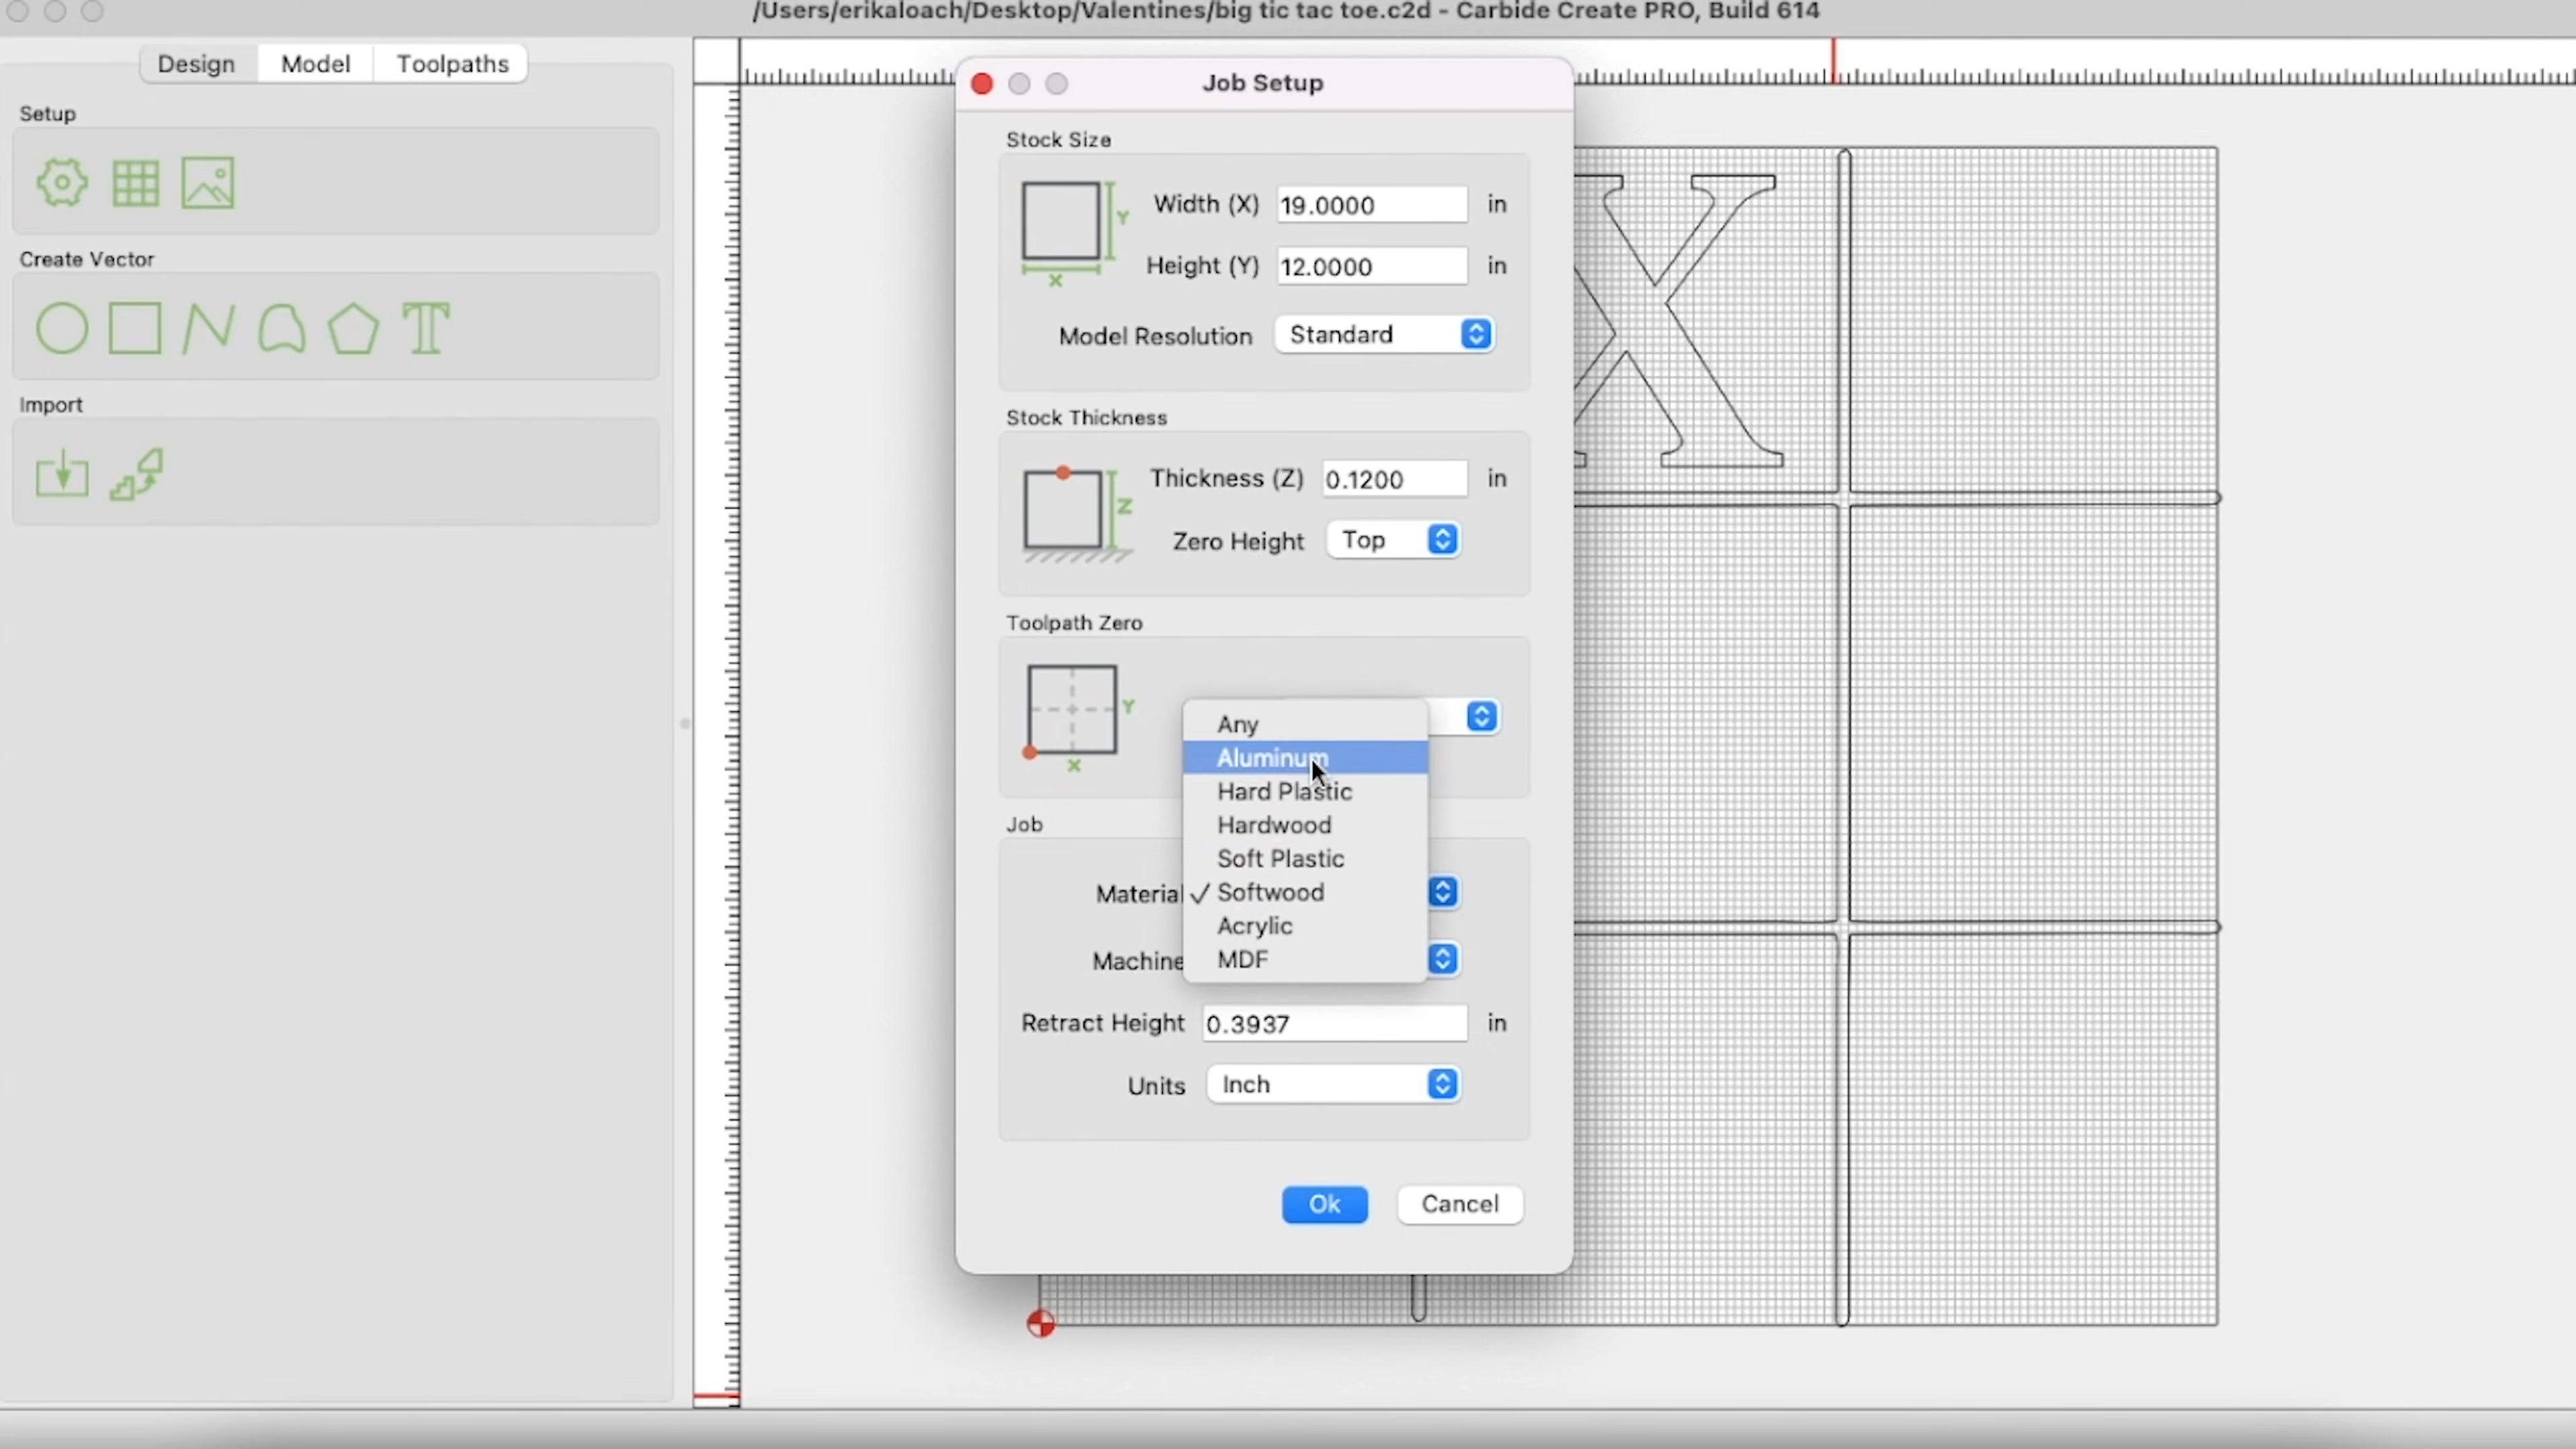 /Users/erikaloach/Desktop/Valentines/big tic tac toe.c2d - Carbide Create PRO, Build 614
Design Model Toolpaths
Setup
Create Vector
Import
Job Setup
Stock Size
Width (X) 19.0000 in
Height (Y) 12.0000 in
Y
X
Model Resolution Standard
Stock Thickness
Thickness (Z) 0.1200 in
Z
Zero Height Top
Toolpath Zero
Y
X
Any
Aluminum
Hard Plastic
Hardwood
Soft Plastic
Softwood
Acrylic
MDF
Job
Material
Machine
Retract Height 0.3937 in
Units Inch
Ok Cancel
X